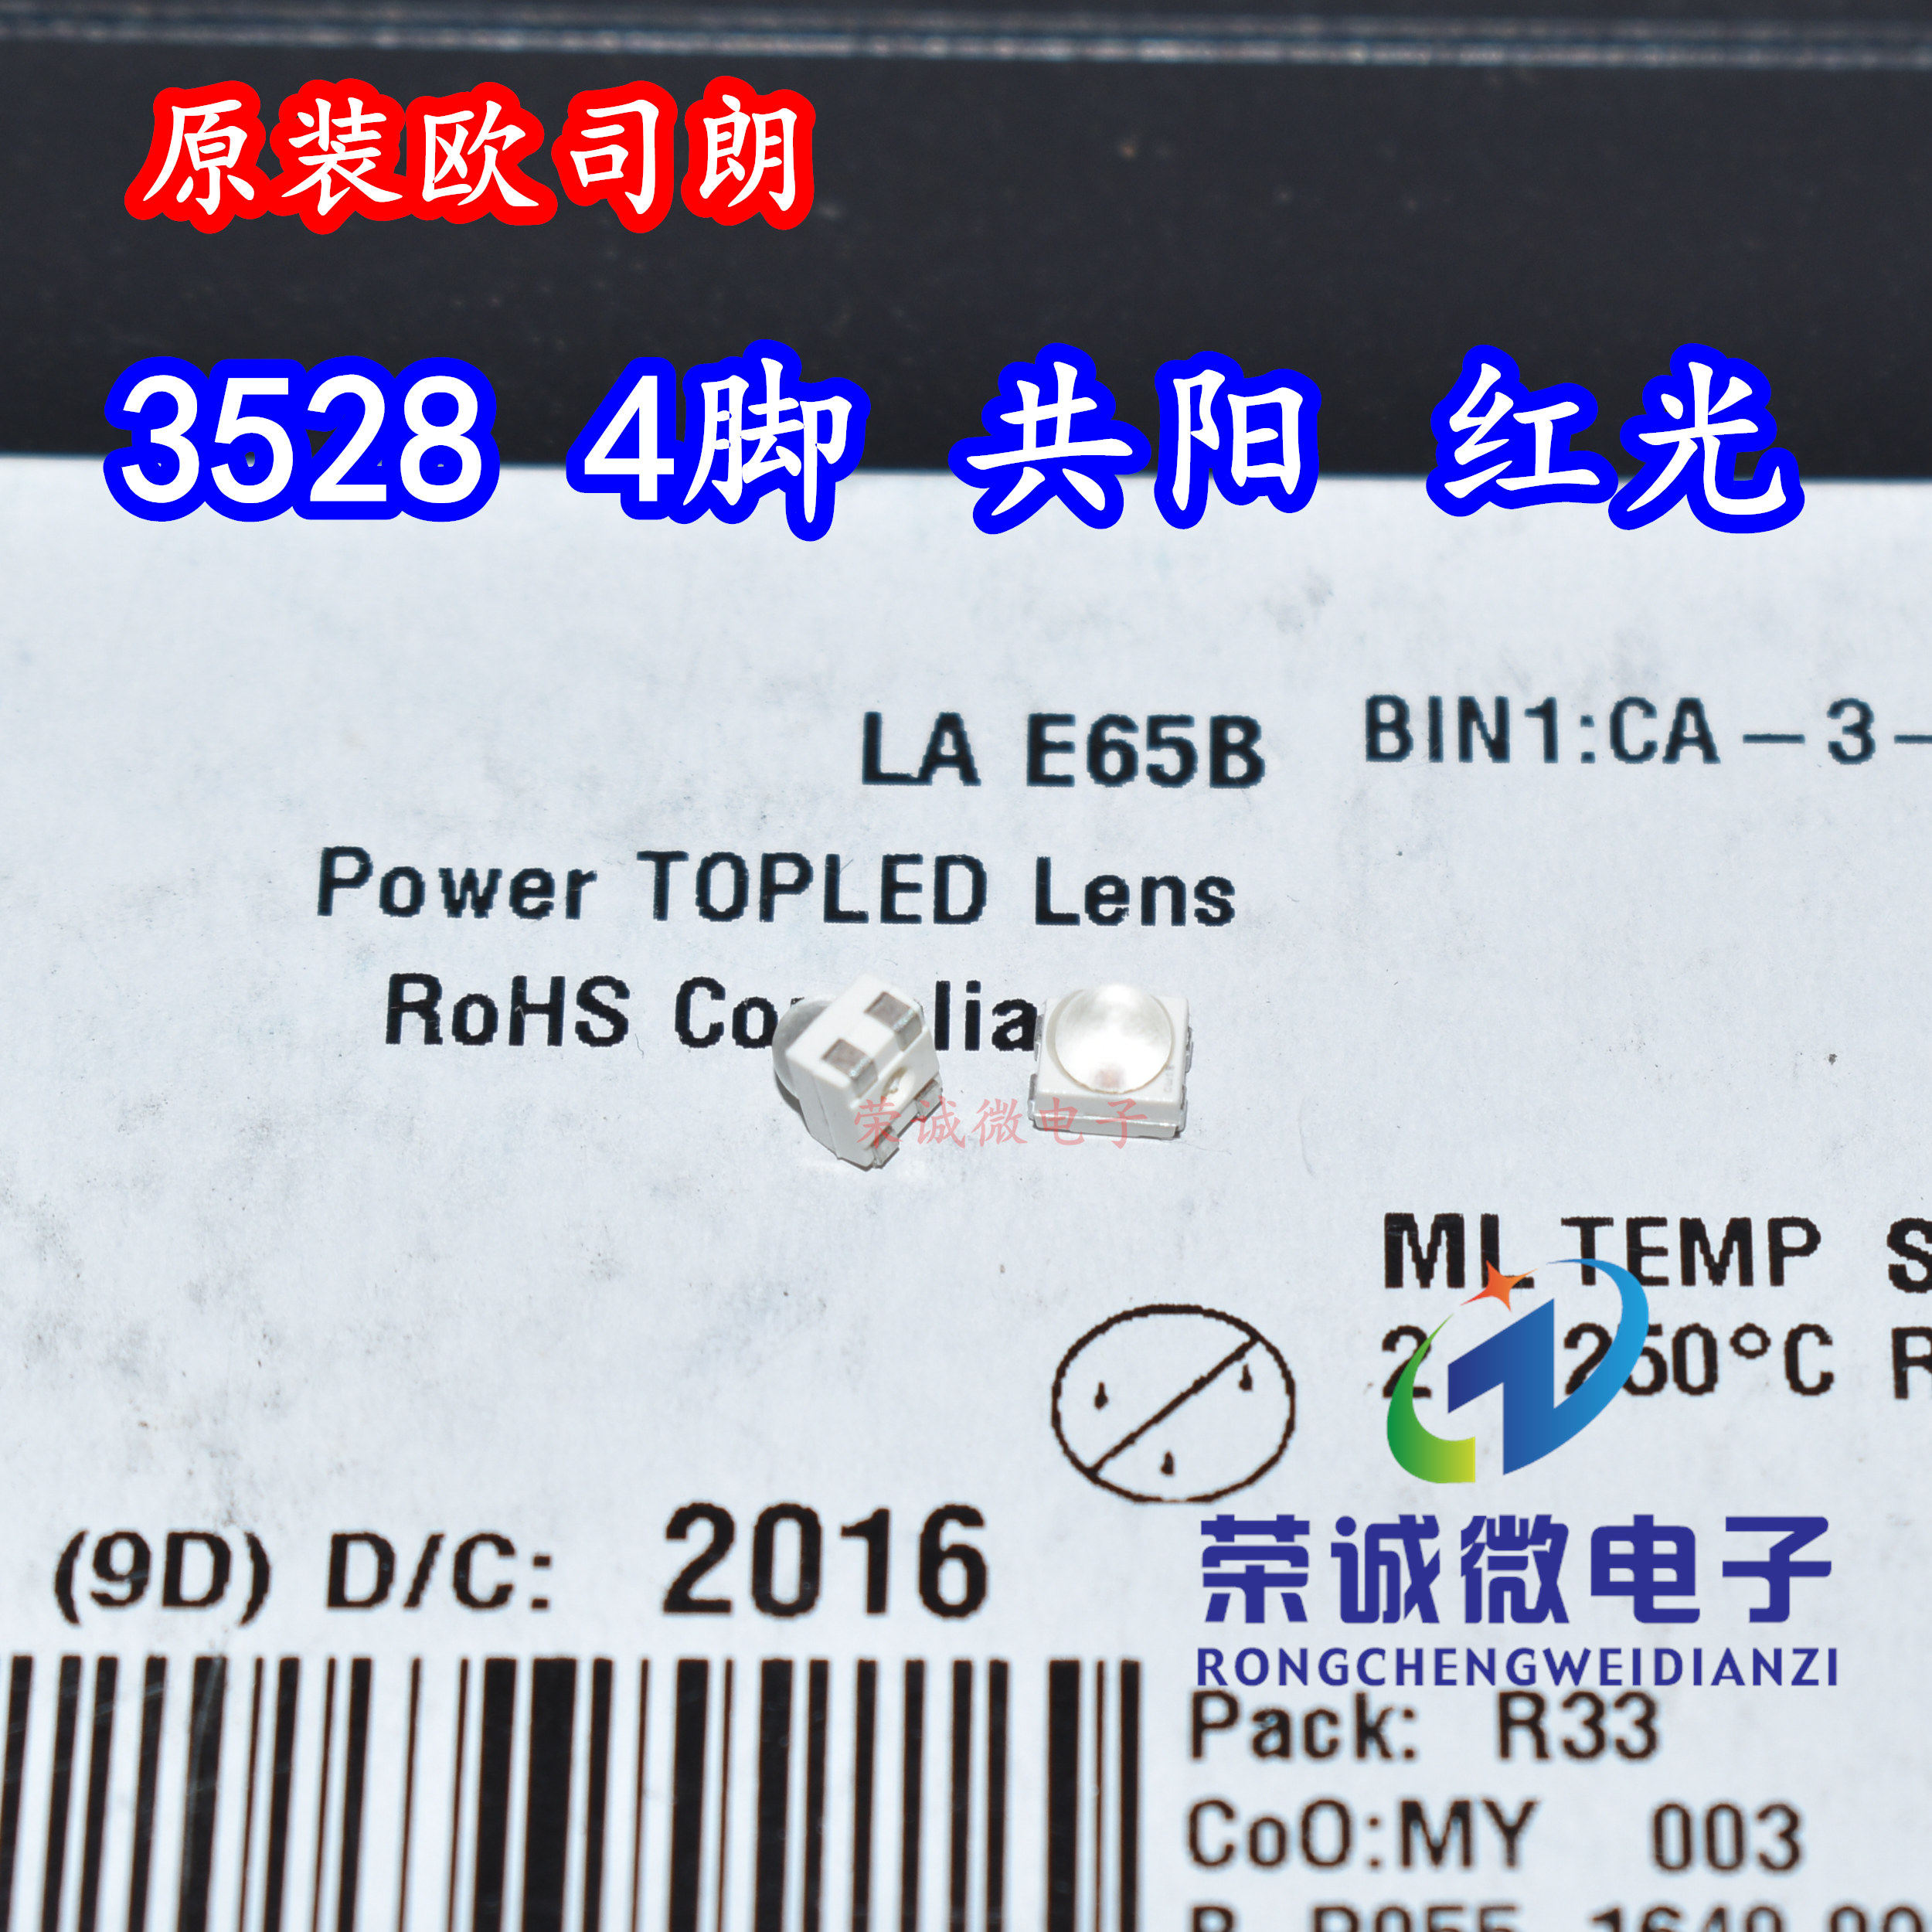 原装欧司朗
3528 4脚 共阳 红光
LA E65B
BIN1:CA-3-
Power TOPLED Lens
RoHS
荣诚微电子
ML TEMP S
2 250°C R
(9D) D/C: 2016
荣诚微电子
RONGCHENGWEIDIANZI
Pack: R33
CoO:MY 003